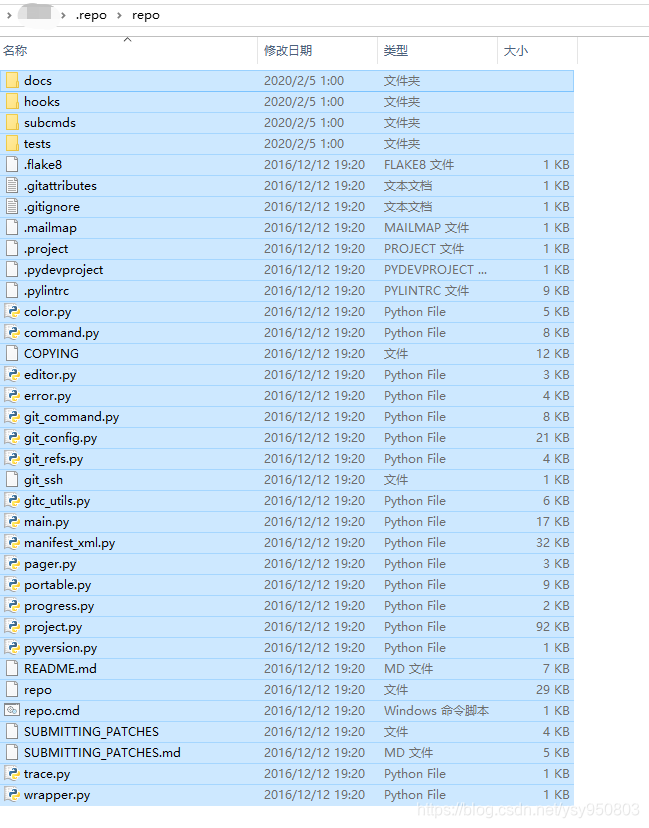 .repo › repo
名称 修改日期 类型 大小
docs 2020/2/5 1:00 文件夹
hooks 2020/2/5 1:00 文件夹
subcmds 2020/2/5 1:00 文件夹
tests 2020/2/5 1:00 文件夹
.flake8 2016/12/12 19:20 FLAKE8 文件 1 KB
.gitattributes 2016/12/12 19:20 文本文档 1 KB
.gitignore 2016/12/12 19:20 文本文档 1 KB
.mailmap 2016/12/12 19:20 MAILMAP 文件 1 KB
.project 2016/12/12 19:20 PROJECT 文件 1 KB
.pydevproject 2016/12/12 19:20 PYDEVPROJECT ... 1 KB
.pylintrc 2016/12/12 19:20 PYLINTRC 文件 9 KB
color.py 2016/12/12 19:20 Python File 5 KB
command.py 2016/12/12 19:20 Python File 8 KB
COPYING 2016/12/12 19:20 文件 12 KB
editor.py 2016/12/12 19:20 Python File 3 KB
error.py 2016/12/12 19:20 Python File 4 KB
git_command.py 2016/12/12 19:20 Python File 8 KB
git_config.py 2016/12/12 19:20 Python File 21 KB
git_refs.py 2016/12/12 19:20 Python File 4 KB
git_ssh 2016/12/12 19:20 文件 1 KB
gitc_utils.py 2016/12/12 19:20 Python File 6 KB
main.py 2016/12/12 19:20 Python File 17 KB
manifest_xml.py 2016/12/12 19:20 Python File 32 KB
pager.py 2016/12/12 19:20 Python File 3 KB
portable.py 2016/12/12 19:20 Python File 9 KB
progress.py 2016/12/12 19:20 Python File 2 KB
project.py 2016/12/12 19:20 Python File 92 KB
pyversion.py 2016/12/12 19:20 Python File 1 KB
README.md 2016/12/12 19:20 MD 文件 7 KB
repo 2016/12/12 19:20 文件 29 KB
repo.cmd 2016/12/12 19:20 Windows 命令脚本 1 KB
SUBMITTING_PATCHES 2016/12/12 19:20 文件 4 KB
SUBMITTING_PATCHES.md 2016/12/12 19:20 MD 文件 5 KB
trace.py 2016/12/12 19:20 Python File 1 KB
wrapper.py 2016/12/12 19:20 Python File 1 KB
https://blog.csdn.net/ysy950803